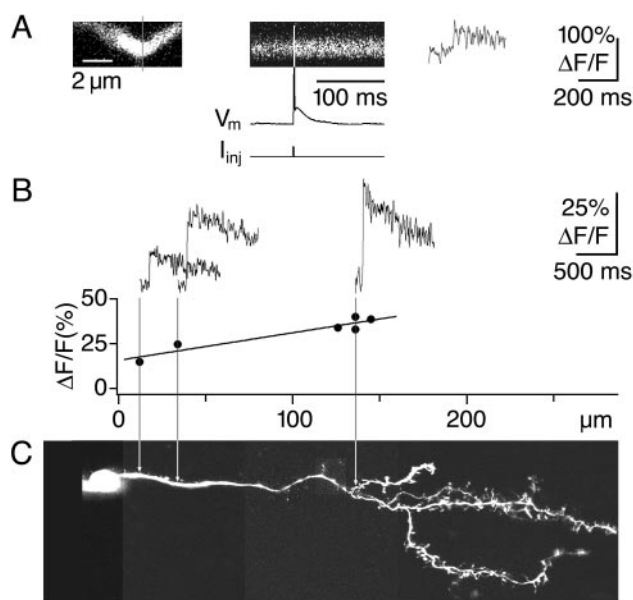 A
2 μm
100 ms
Vm
Iinj
100%
ΔF/F
200 ms
B
25%
ΔF/F
500 ms
ΔF/F(%)
50
25
0
0
100
200
μm
C